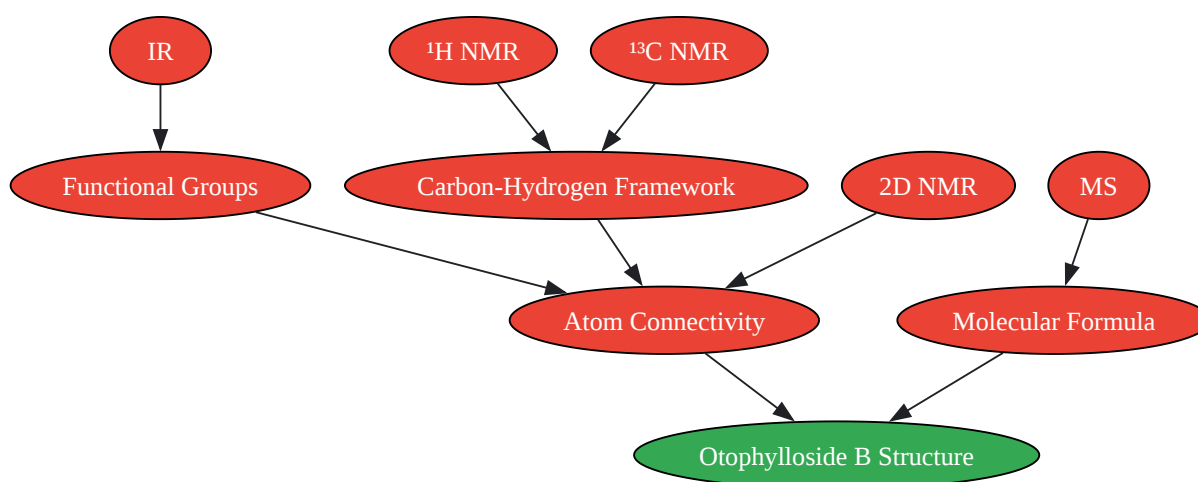 IR
¹H NMR
¹³C NMR
Functional Groups
Carbon-Hydrogen Framework
2D NMR
MS
Atom Connectivity
Molecular Formula
Otophylloside B Structure